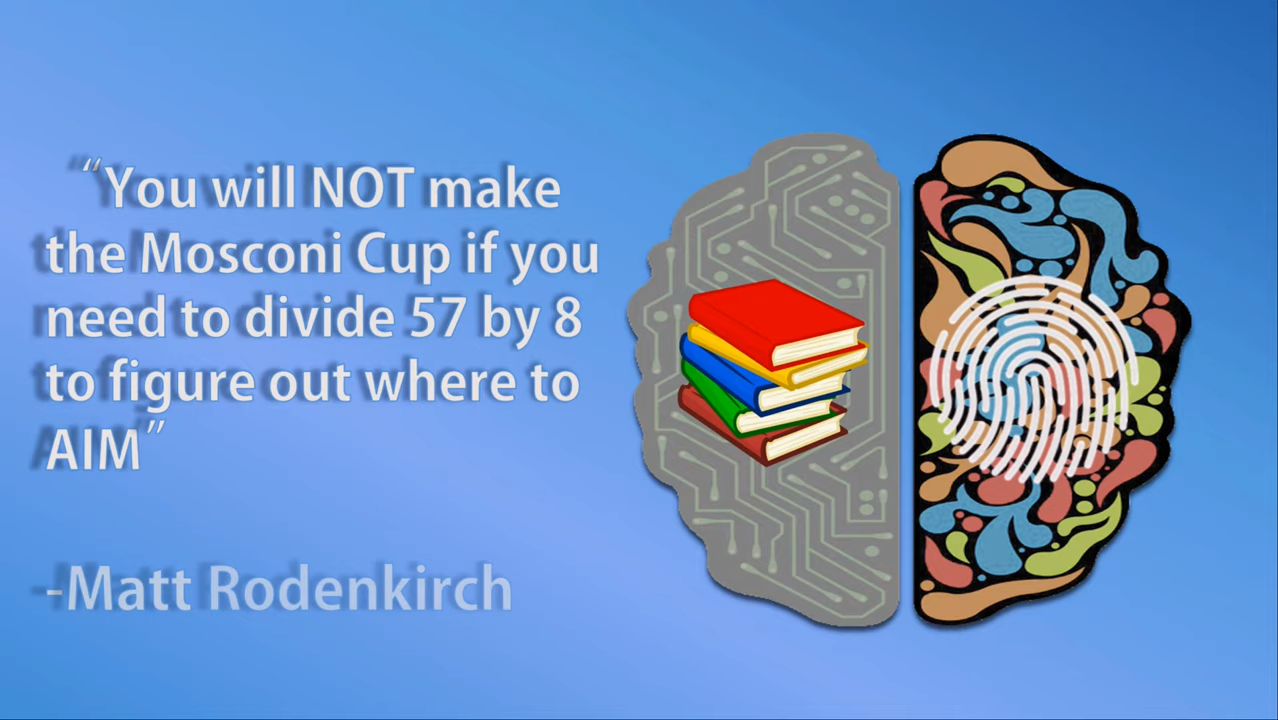 “You will NOT make
the Mosconi Cup if you
need to divide 57 by 8
to figure out where to
AIM”
-Matt Rodenkirch